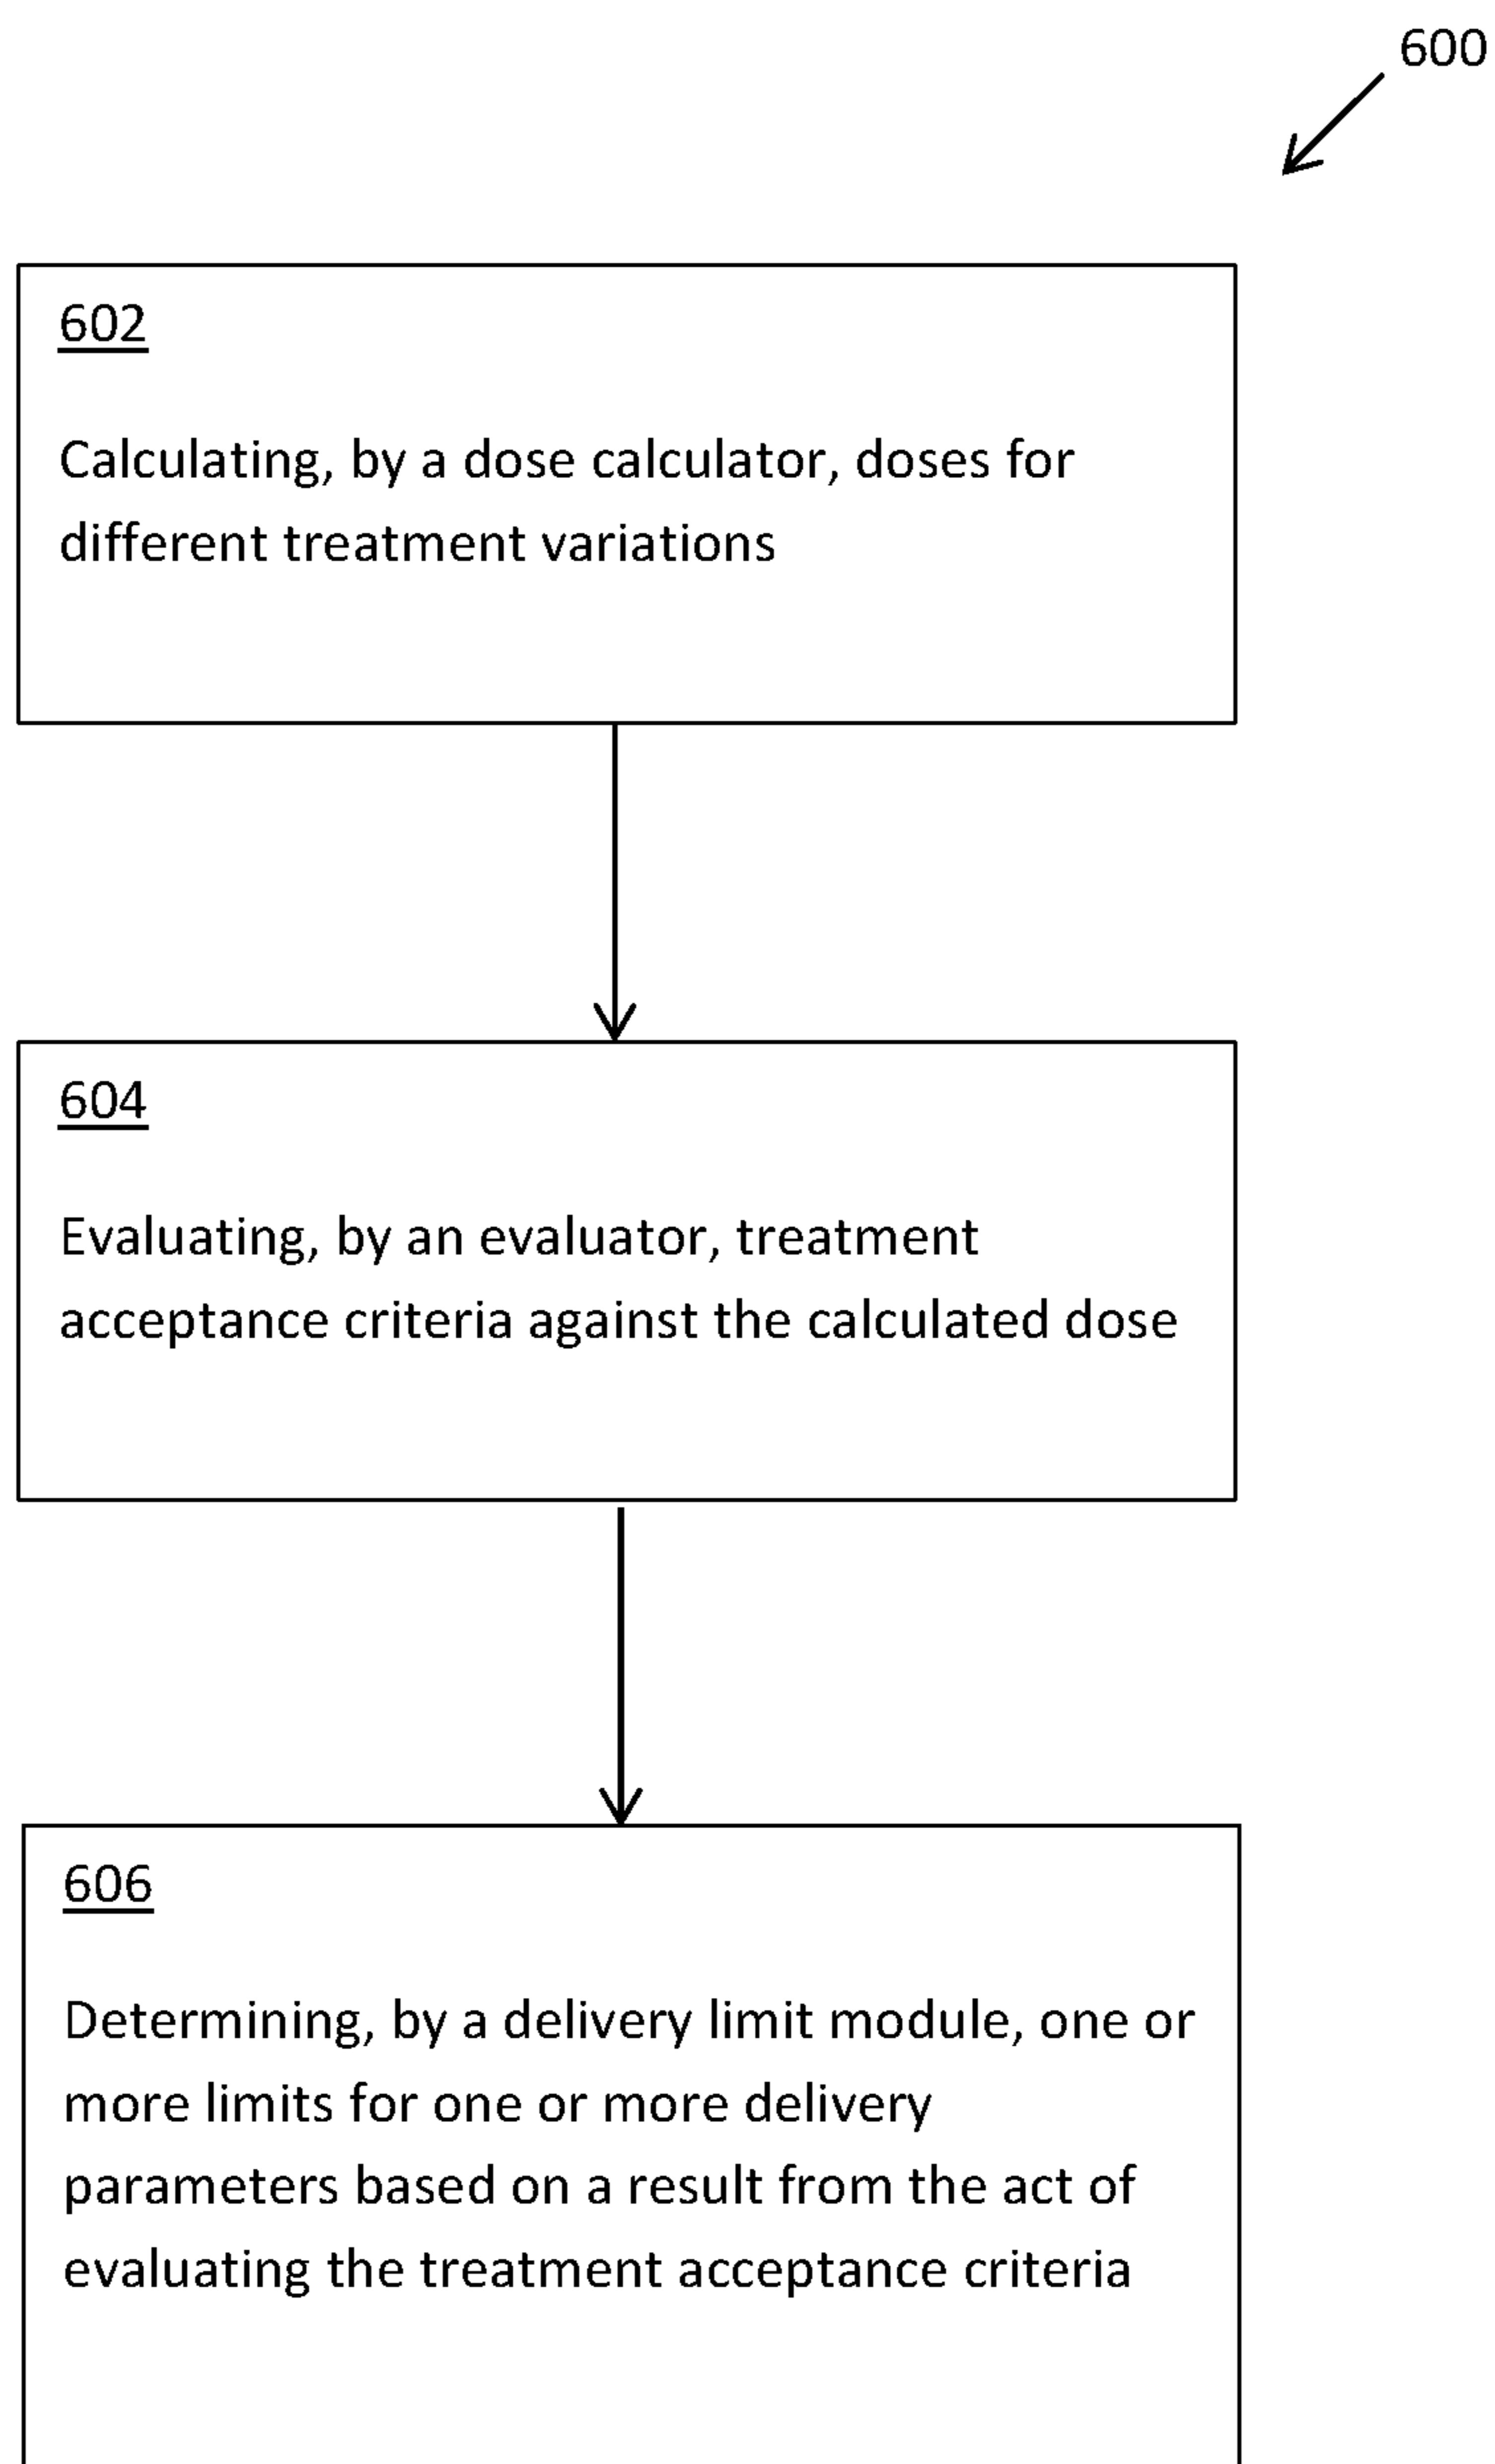 600
602
Calculating, by a dose calculator, doses for
different treatment variations
604
Evaluating, by an evaluator, treatment
acceptance criteria against the calculated dose
606
Determining, by a delivery limit module, one or
more limits for one or more delivery
parameters based on a result from the act of
evaluating the treatment acceptance criteria